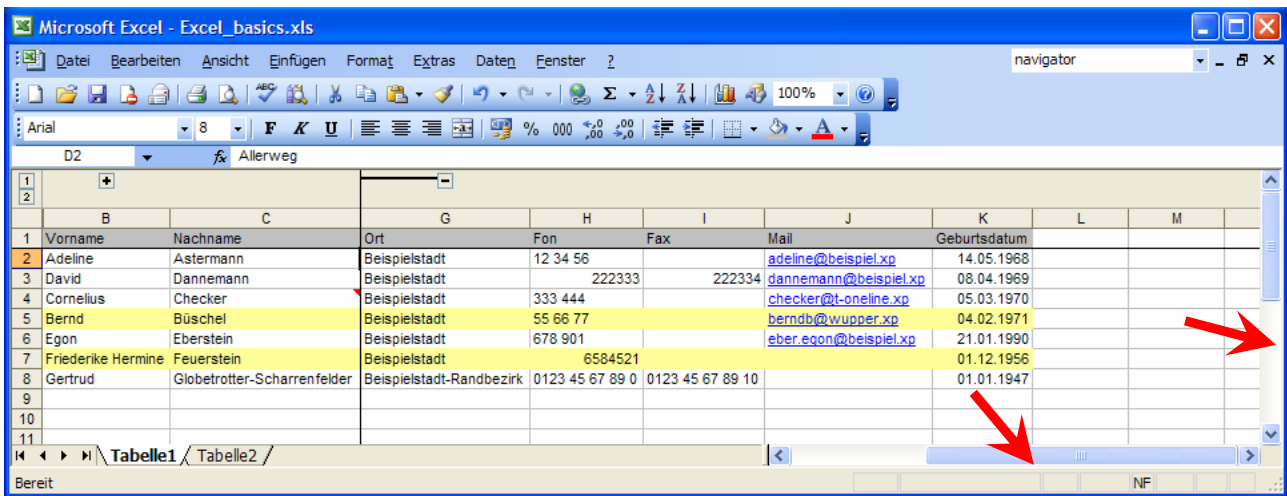 Microsoft Excel - Excel_basics.xls
Datei Bearbeiten Ansicht Einfügen Format Extras Daten Fenster ? navigator
ABC Σ A Z Z A 100% ?
Arial 8 F K U a % 000 ,0 ,00 ,00 ,0 A
D2 fx Allerweg
1
2
B C G H I J K L M
1 Vorname Nachname Ort Fon Fax Mail Geburtsdatum
2 Adeline Astermann Beispielstadt 12 34 56 adeline@beispiel.xp 14.05.1968
3 David Dannemann Beispielstadt 222333 222334 dannemann@beispiel.xp 08.04.1969
4 Cornelius Checker Beispielstadt 333 444 checker@t-oneline.xp 05.03.1970
5 Bernd Büschel Beispielstadt 55 66 77 berndb@wupper.xp 04.02.1971
6 Egon Eberstein Beispielstadt 678 901 eber.egon@beispiel.xp 21.01.1990
7 Friederike Hermine Feuerstein Beispielstadt 6584521 01.12.1956
8 Gertrud Globetrotter-Scharrenfelder Beispielstadt-Randbezirk 0123 45 67 89 0 0123 45 67 89 10 01.01.1947
9
10
11
Tabelle1 Tabelle2
Bereit NF